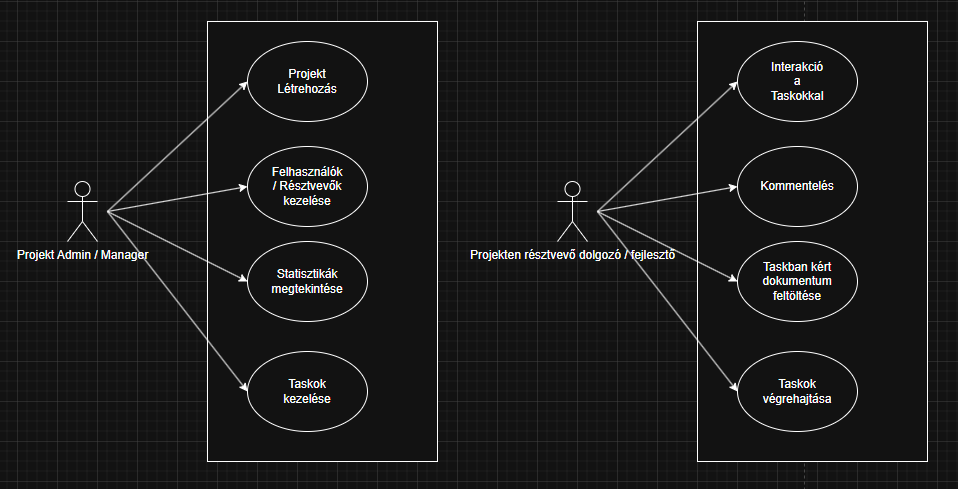 Projekt
Létrehozás
Felhasználók
/ Résztvevők
kezelése
Projekt Admin / Manager
Statisztikák
megtekintése
Taskok
kezelése
Interakció
a
Taskokkal
Kommentelés
Projekten résztvevő dolgozó / fejlesztő
Taskban kért
dokumentum
feltöltése
Taskok
végrehajtása